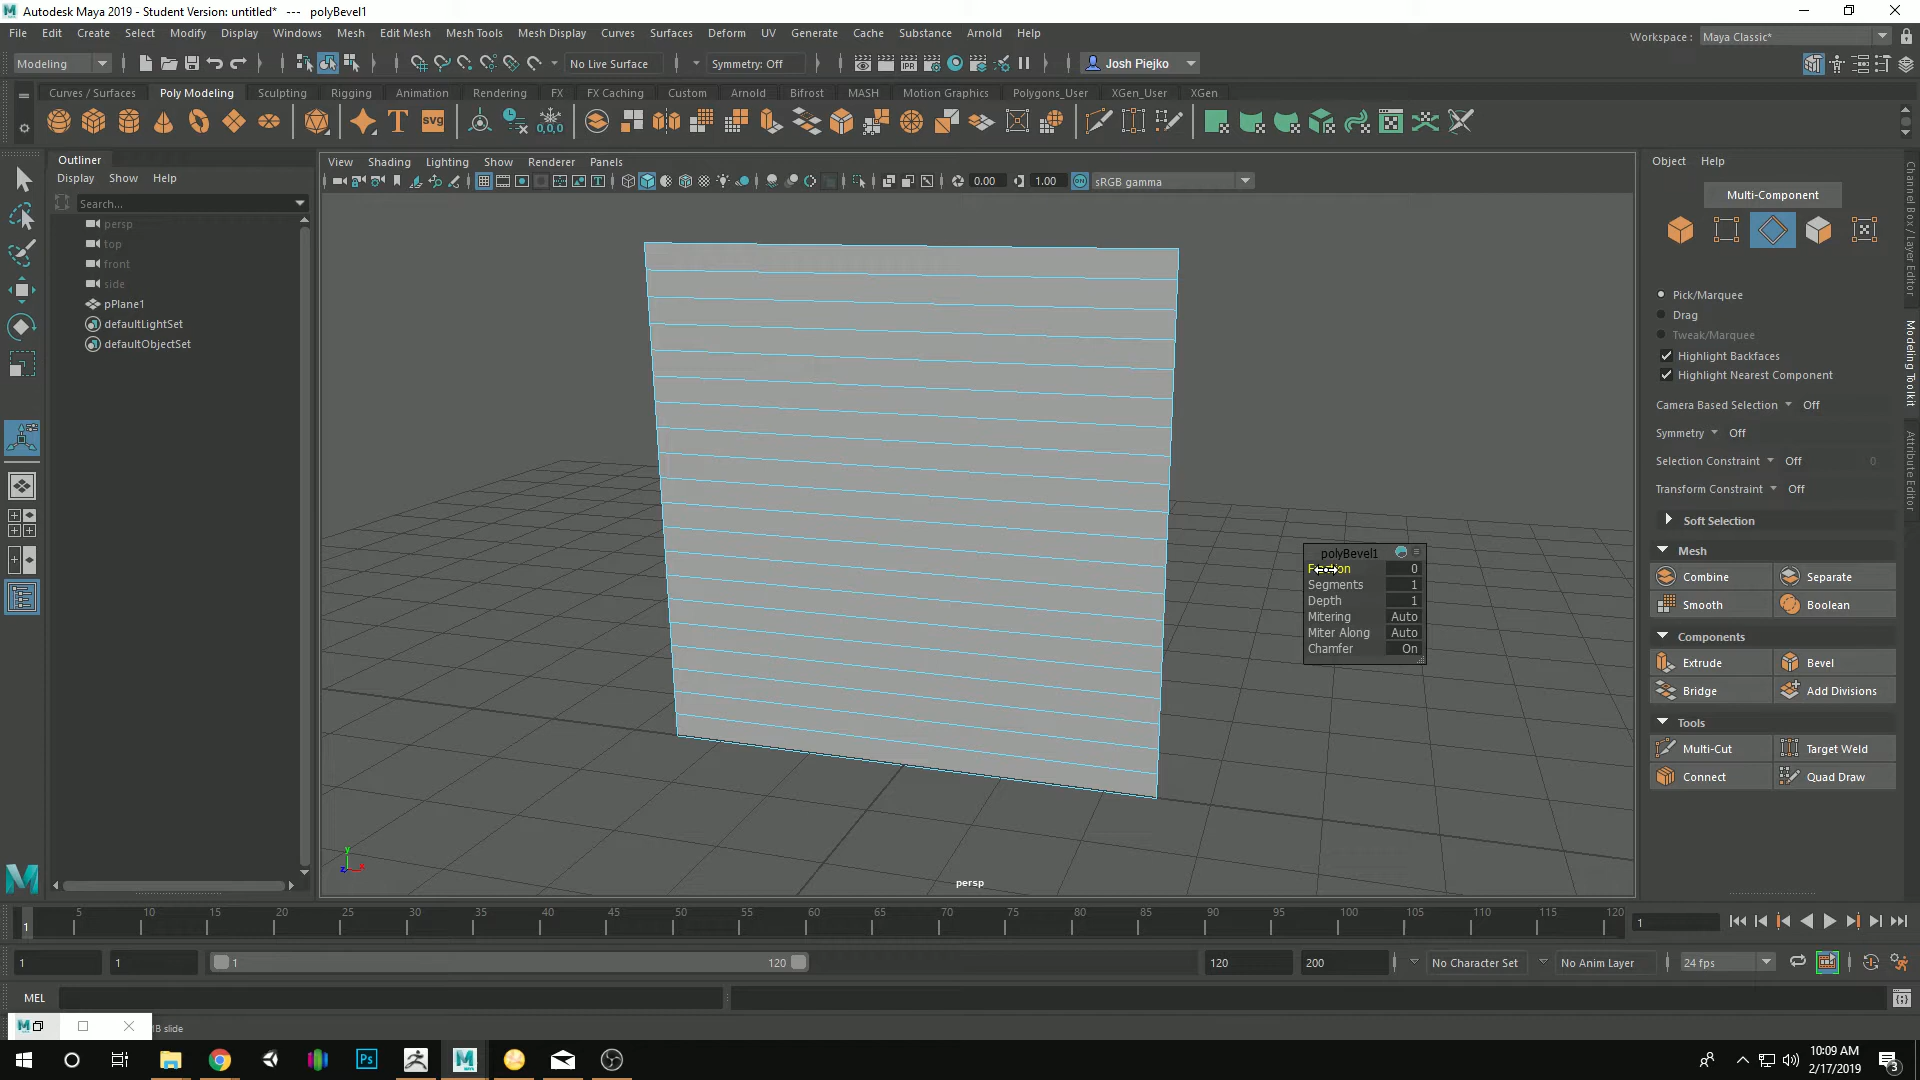 Autodesk Maya 2019 - Student Version: untitled* --- polyBevel1
File Edit Create Select Modify Display Windows Mesh Edit Mesh Mesh Tools Mesh Display Curves Surfaces Deform UV Generate Cache Substance Arnold Help
Workspace : Maya Classic*
Modeling No Live Surface Symmetry: Off Josh Piejko
Curves / Surfaces Poly Modeling Sculpting Rigging Animation Rendering FX FX Caching Custom Arnold Bifrost MASH Motion Graphics Polygons_User XGen_User XGen
Outliner
Display Show Help
Search...
persp
top
front
side
pPlane1
defaultLightSet
defaultObjectSet
View Shading Lighting Show Renderer Panels
0.00 1.00 ON sRGB gamma
polyBevel1
0
Segments 1
Depth 1
Mitering Auto
Miter Along Auto
Chamfer On
persp
Object Help
Multi-Component
Pick/Marquee
Drag
Tweak/Marquee
Highlight Backfaces
Highlight Nearest Component
Camera Based Selection Off
Symmetry Off
Selection Constraint Off 0
Transform Constraint Off
Soft Selection
Mesh
Combine Separate
Smooth Boolean
Components
Extrude Bevel
Bridge Add Divisions
Tools
Multi-Cut Target Weld
Connect Quad Draw
Channel Box / Layer Editor
Modeling Toolkit
Attribute Editor
5 10 15 20 25 30 35 40 45 50 55 60 65 70 75 80 85 90 95 100 105 110 115 120
1
1
1 1 1 120 120 200 No Character Set No Anim Layer 24 fps
MEL
slide
10:09 AM
2/17/2019
3